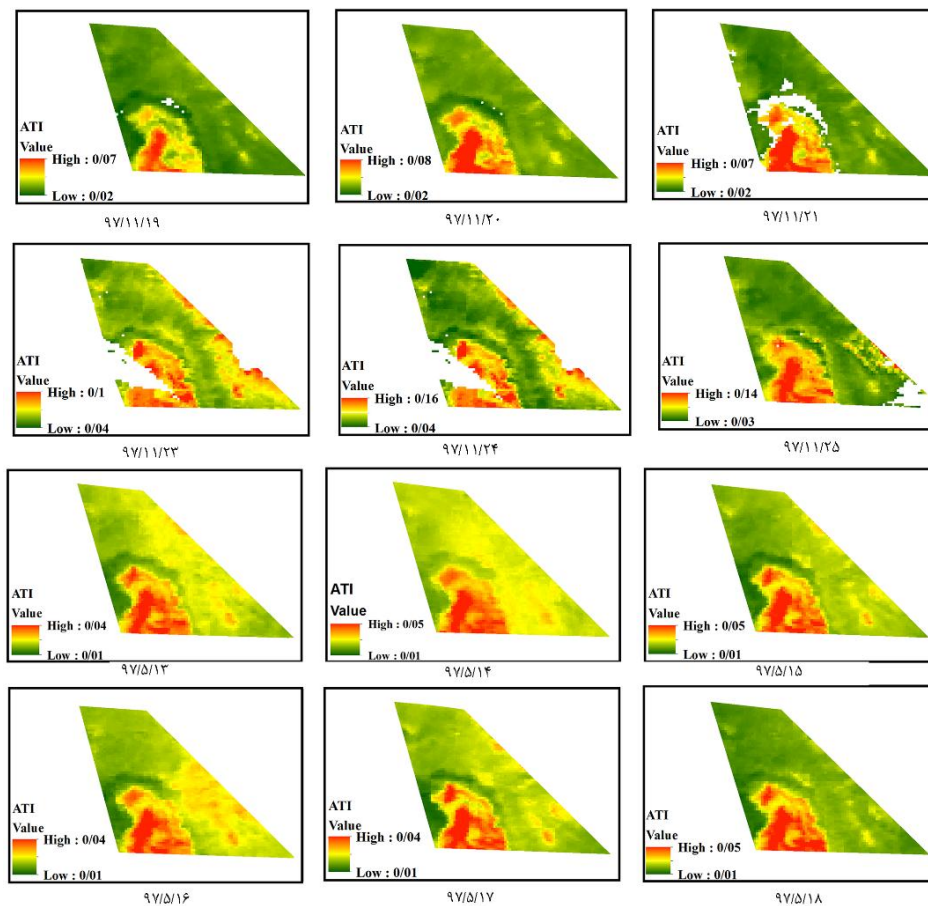 ATI
Value
High : 0/07
Low : 0/02
۹۷/۱۱/۱۹
ATI
Value
High : 0/08
Low : 0/02
۹۷/۱۱/۲۰
ATI
Value
High : 0/07
Low : 0/02
۹۷/۱۱/۲۱
ATI
Value
High : 0/1
Low : 0/04
۹۷/۱۱/۲۳
ATI
Value
High : 0/16
Low : 0/04
۹۷/۱۱/۲۴
ATI
Value
High : 0/14
Low : 0/03
۹۷/۱۱/۲۵
ATI
Value
High : 0/04
Low : 0/01
۹۷/۵/۱۳
ATI
Value
High : 0/05
Low : 0/01
۹۷/۵/۱۴
ATI
Value
High : 0/05
Low : 0/01
۹۷/۵/۱۵
ATI
Value
High : 0/04
Low : 0/01
۹۷/۵/۱۶
ATI
Value
High : 0/04
Low : 0/01
۹۷/۵/۱۷
ATI
Value
High : 0/05
Low : 0/01
۹۷/۵/۱۸